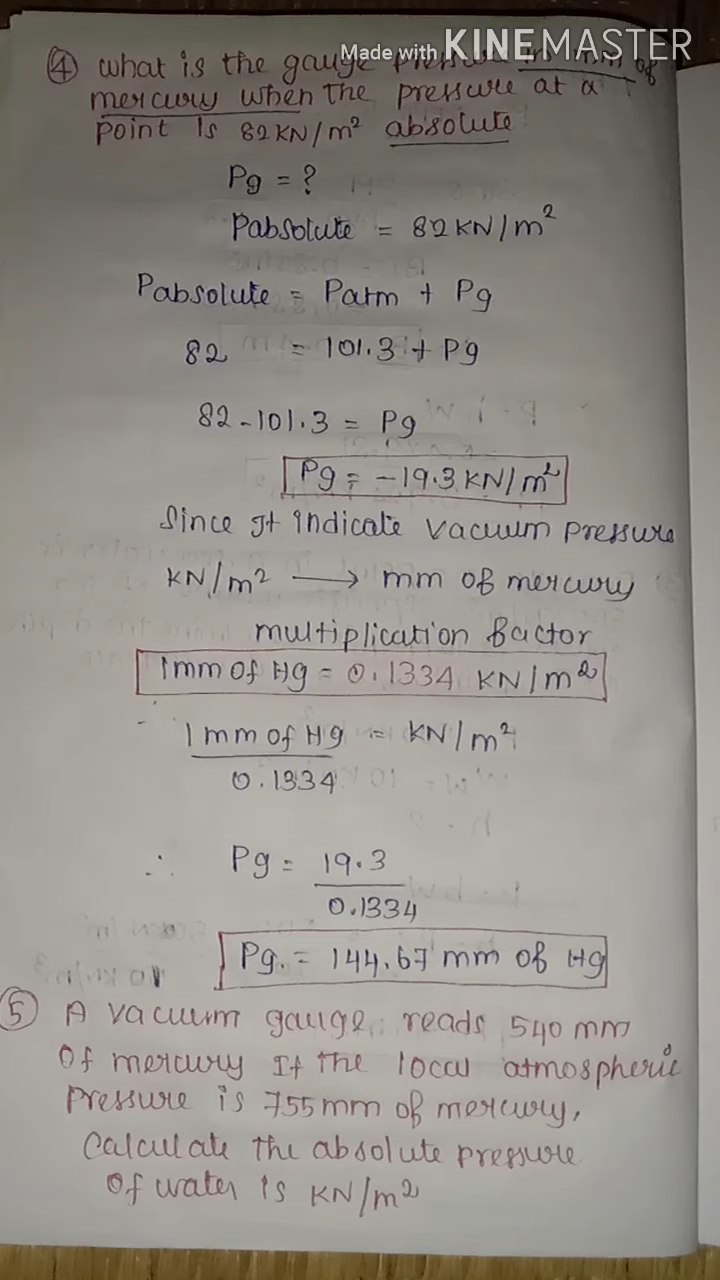 Made with KINEMASTER
④ what is the gauge pressure in mm of
mercury when the pressure at a
point is 82 KN/m² absolute
Pg = ?
Pabsolute = 82 KN/m²
Pabsolute = Patm + Pg
82 = 101.3 + Pg
82 - 101.3 = Pg
Pg = -19.3 KN/m²
Since It indicate vacuum pressure
KN/m² → mm of mercury
multiplication factor
1mm of Hg = 0.1334 KN/m²
1mm of Hg = KN/m²
0.1334
∴ Pg = 19.3
0.1334
Pg. = 144.67 mm of Hg
⑤ A vacuum gauge reads 540 mm
of mercury If the local atmospheric
pressure is 755mm of mercury,
Calculate the absolute pressure
of water is KN/m²